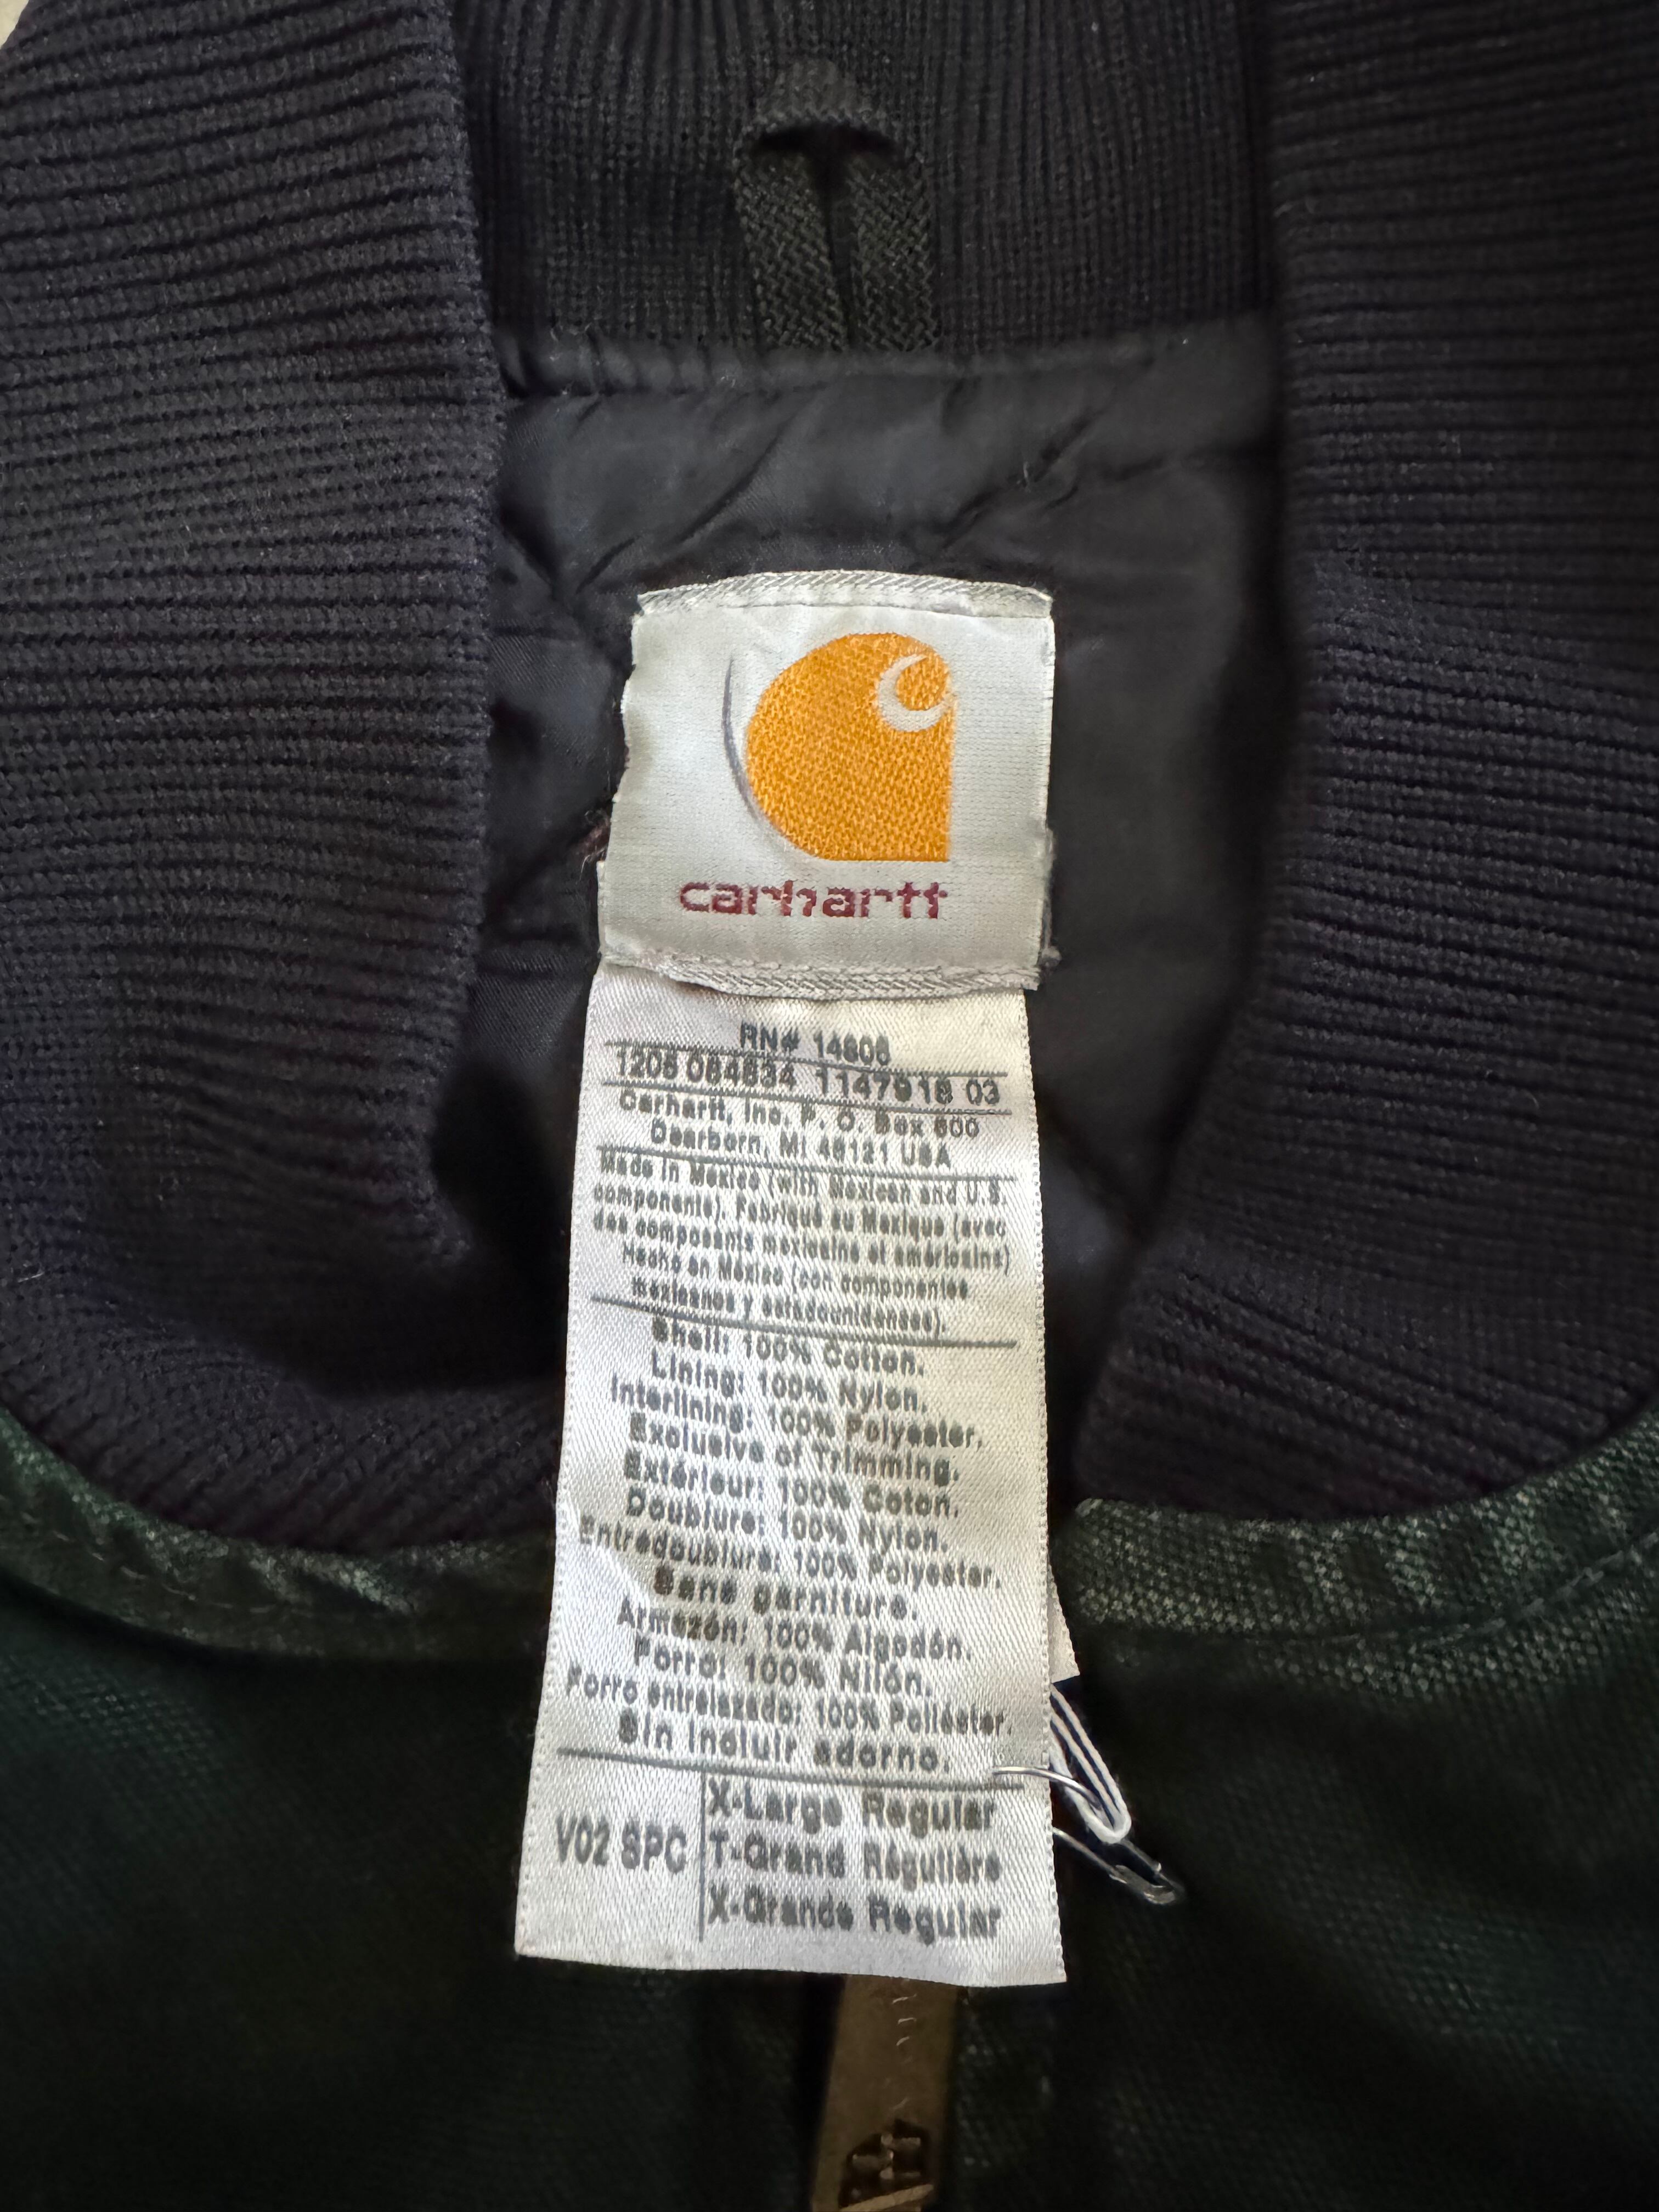 carhartt
RN# 14806
1206 084834 1147918 03
Carhartt, Inc. P. O. Box 600
Dearborn, MI 48121 USA
Made in Mexico (with Mexican and U.S.
components). Fabriqué au Mexique (avec
des composants mexicains et américains)
Hecho en México (con componentes
mexicanos y estadounidenses).
Shell: 100% Cotton.
Lining: 100% Nylon.
Interlining: 100% Polyester.
Exclusive of Trimming.
Extérieur: 100% Coton.
Doublure: 100% Nylon.
Entredoublure: 100% Polyester.
Sans garniture.
Armazón: 100% Algodón.
Forro: 100% Nilón.
Forro entrelazado: 100% Poliéster.
Sin incluir adorno.
V02 SPC
X-Large Regular
T-Grand Régulière
X-Grande Regular